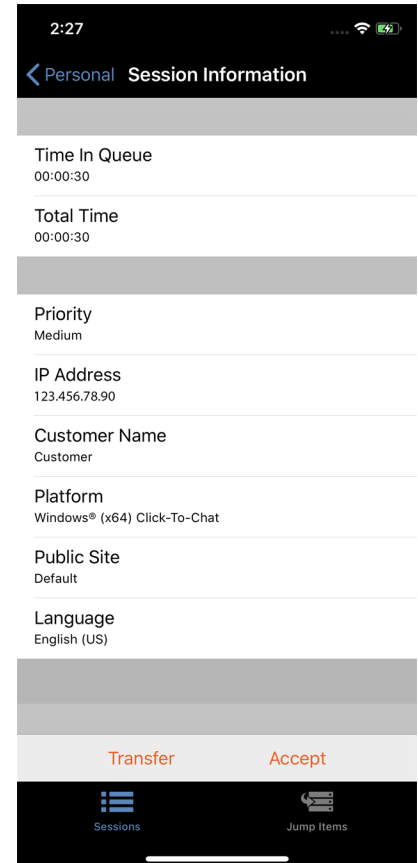 2:27
Personal Session Information
Time In Queue
00:00:30
Total Time
00:00:30
Priority
Medium
IP Address
123.456.78.90
Customer Name
Customer
Platform
Windows® (x64) Click-To-Chat
Public Site
Default
Language
English (US)
Transfer Accept
Sessions Jump Items